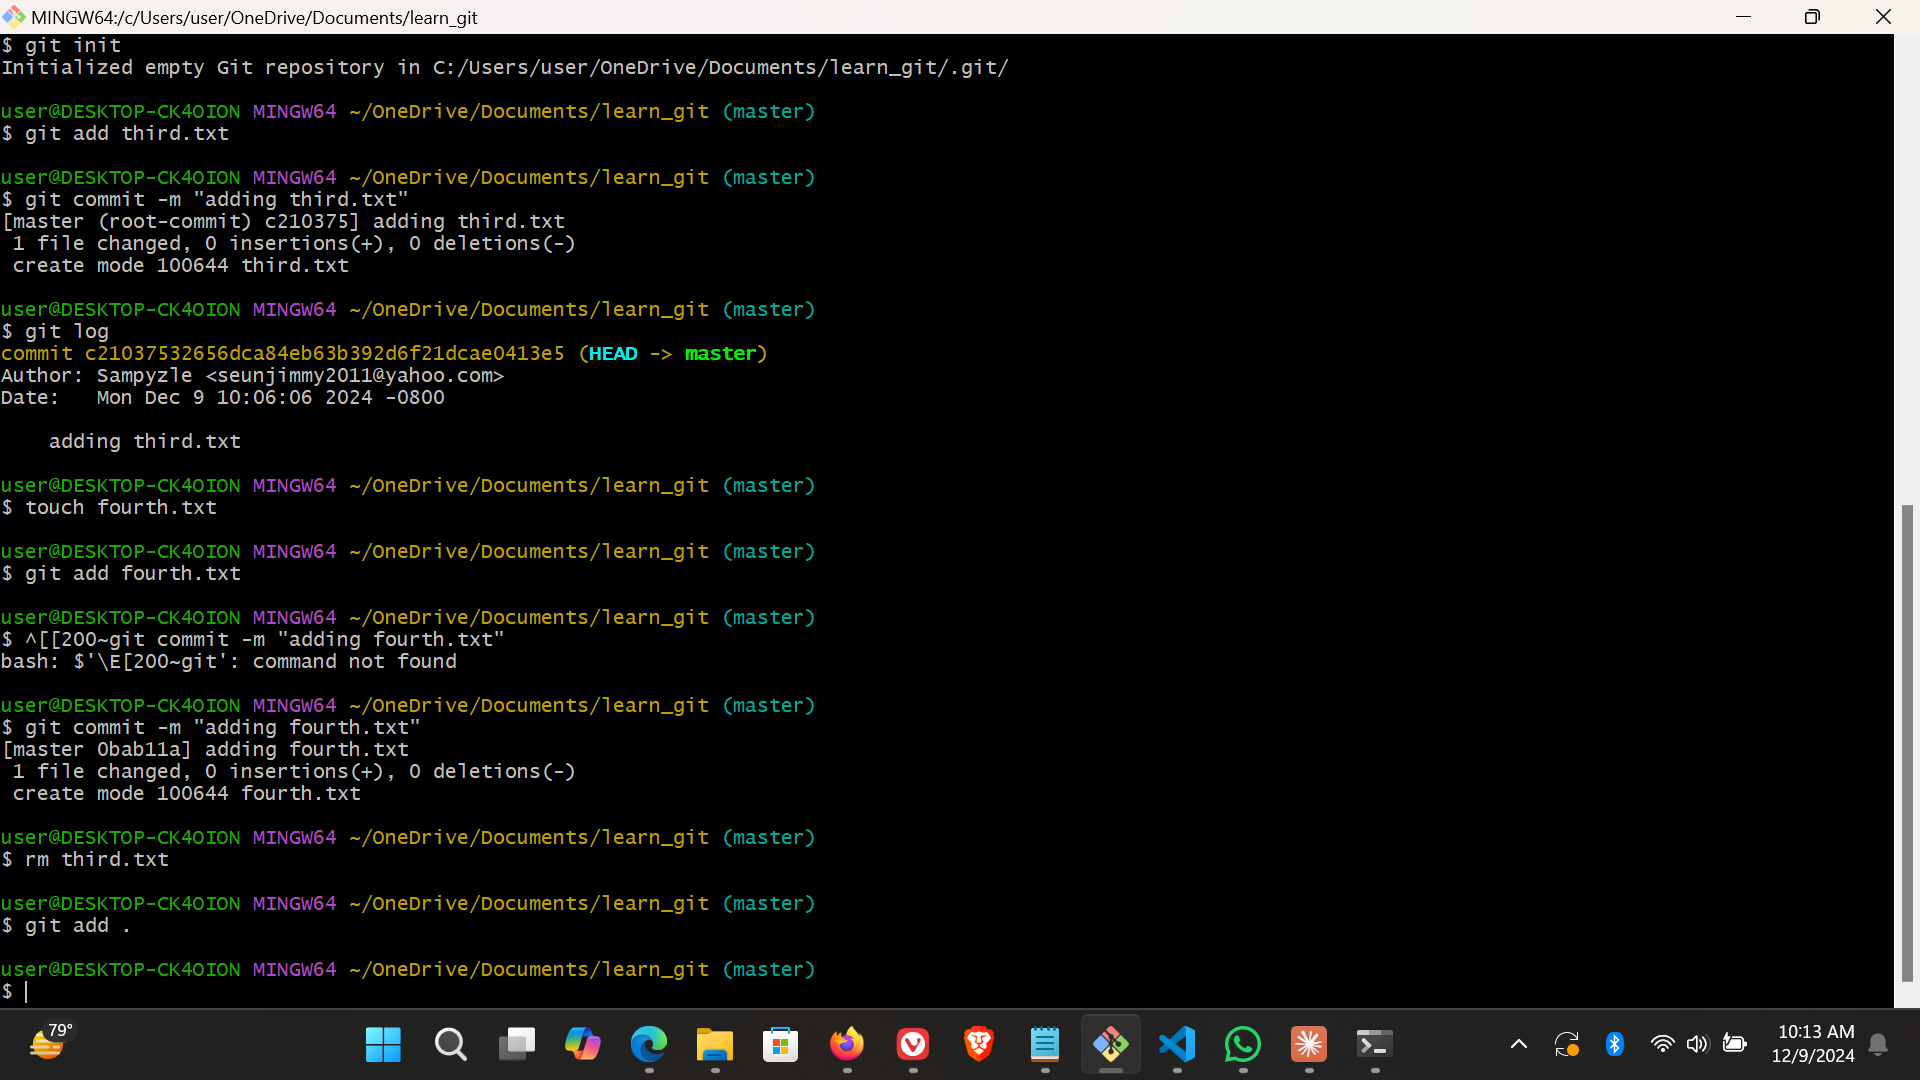 MINGW64:/c/Users/user/OneDrive/Documents/learn_git
$ git init
Initialized empty Git repository in C:/Users/user/OneDrive/Documents/learn_git/.git/
user@DESKTOP-CK4OION MINGW64 ~/OneDrive/Documents/learn_git (master)
$ git add third.txt
user@DESKTOP-CK4OION MINGW64 ~/OneDrive/Documents/learn_git (master)
$ git commit -m "adding third.txt"
[master (root-commit) c210375] adding third.txt
 1 file changed, 0 insertions(+), 0 deletions(-)
 create mode 100644 third.txt
user@DESKTOP-CK4OION MINGW64 ~/OneDrive/Documents/learn_git (master)
$ git log
commit c21037532656dca84eb63b392d6f21dcae0413e5 (HEAD -> master)
Author: Sampyzle <seunjimmy2011@yahoo.com>
Date:   Mon Dec 9 10:06:06 2024 -0800
    adding third.txt
user@DESKTOP-CK4OION MINGW64 ~/OneDrive/Documents/learn_git (master)
$ touch fourth.txt
user@DESKTOP-CK4OION MINGW64 ~/OneDrive/Documents/learn_git (master)
$ git add fourth.txt
user@DESKTOP-CK4OION MINGW64 ~/OneDrive/Documents/learn_git (master)
$ ^[[200~git commit -m "adding fourth.txt"
bash: $'\E[200~git': command not found
user@DESKTOP-CK4OION MINGW64 ~/OneDrive/Documents/learn_git (master)
$ git commit -m "adding fourth.txt"
[master 0bab11a] adding fourth.txt
 1 file changed, 0 insertions(+), 0 deletions(-)
 create mode 100644 fourth.txt
user@DESKTOP-CK4OION MINGW64 ~/OneDrive/Documents/learn_git (master)
$ rm third.txt
user@DESKTOP-CK4OION MINGW64 ~/OneDrive/Documents/learn_git (master)
$ git add .
user@DESKTOP-CK4OION MINGW64 ~/OneDrive/Documents/learn_git (master)
$
79°
10:13 AM
12/9/2024